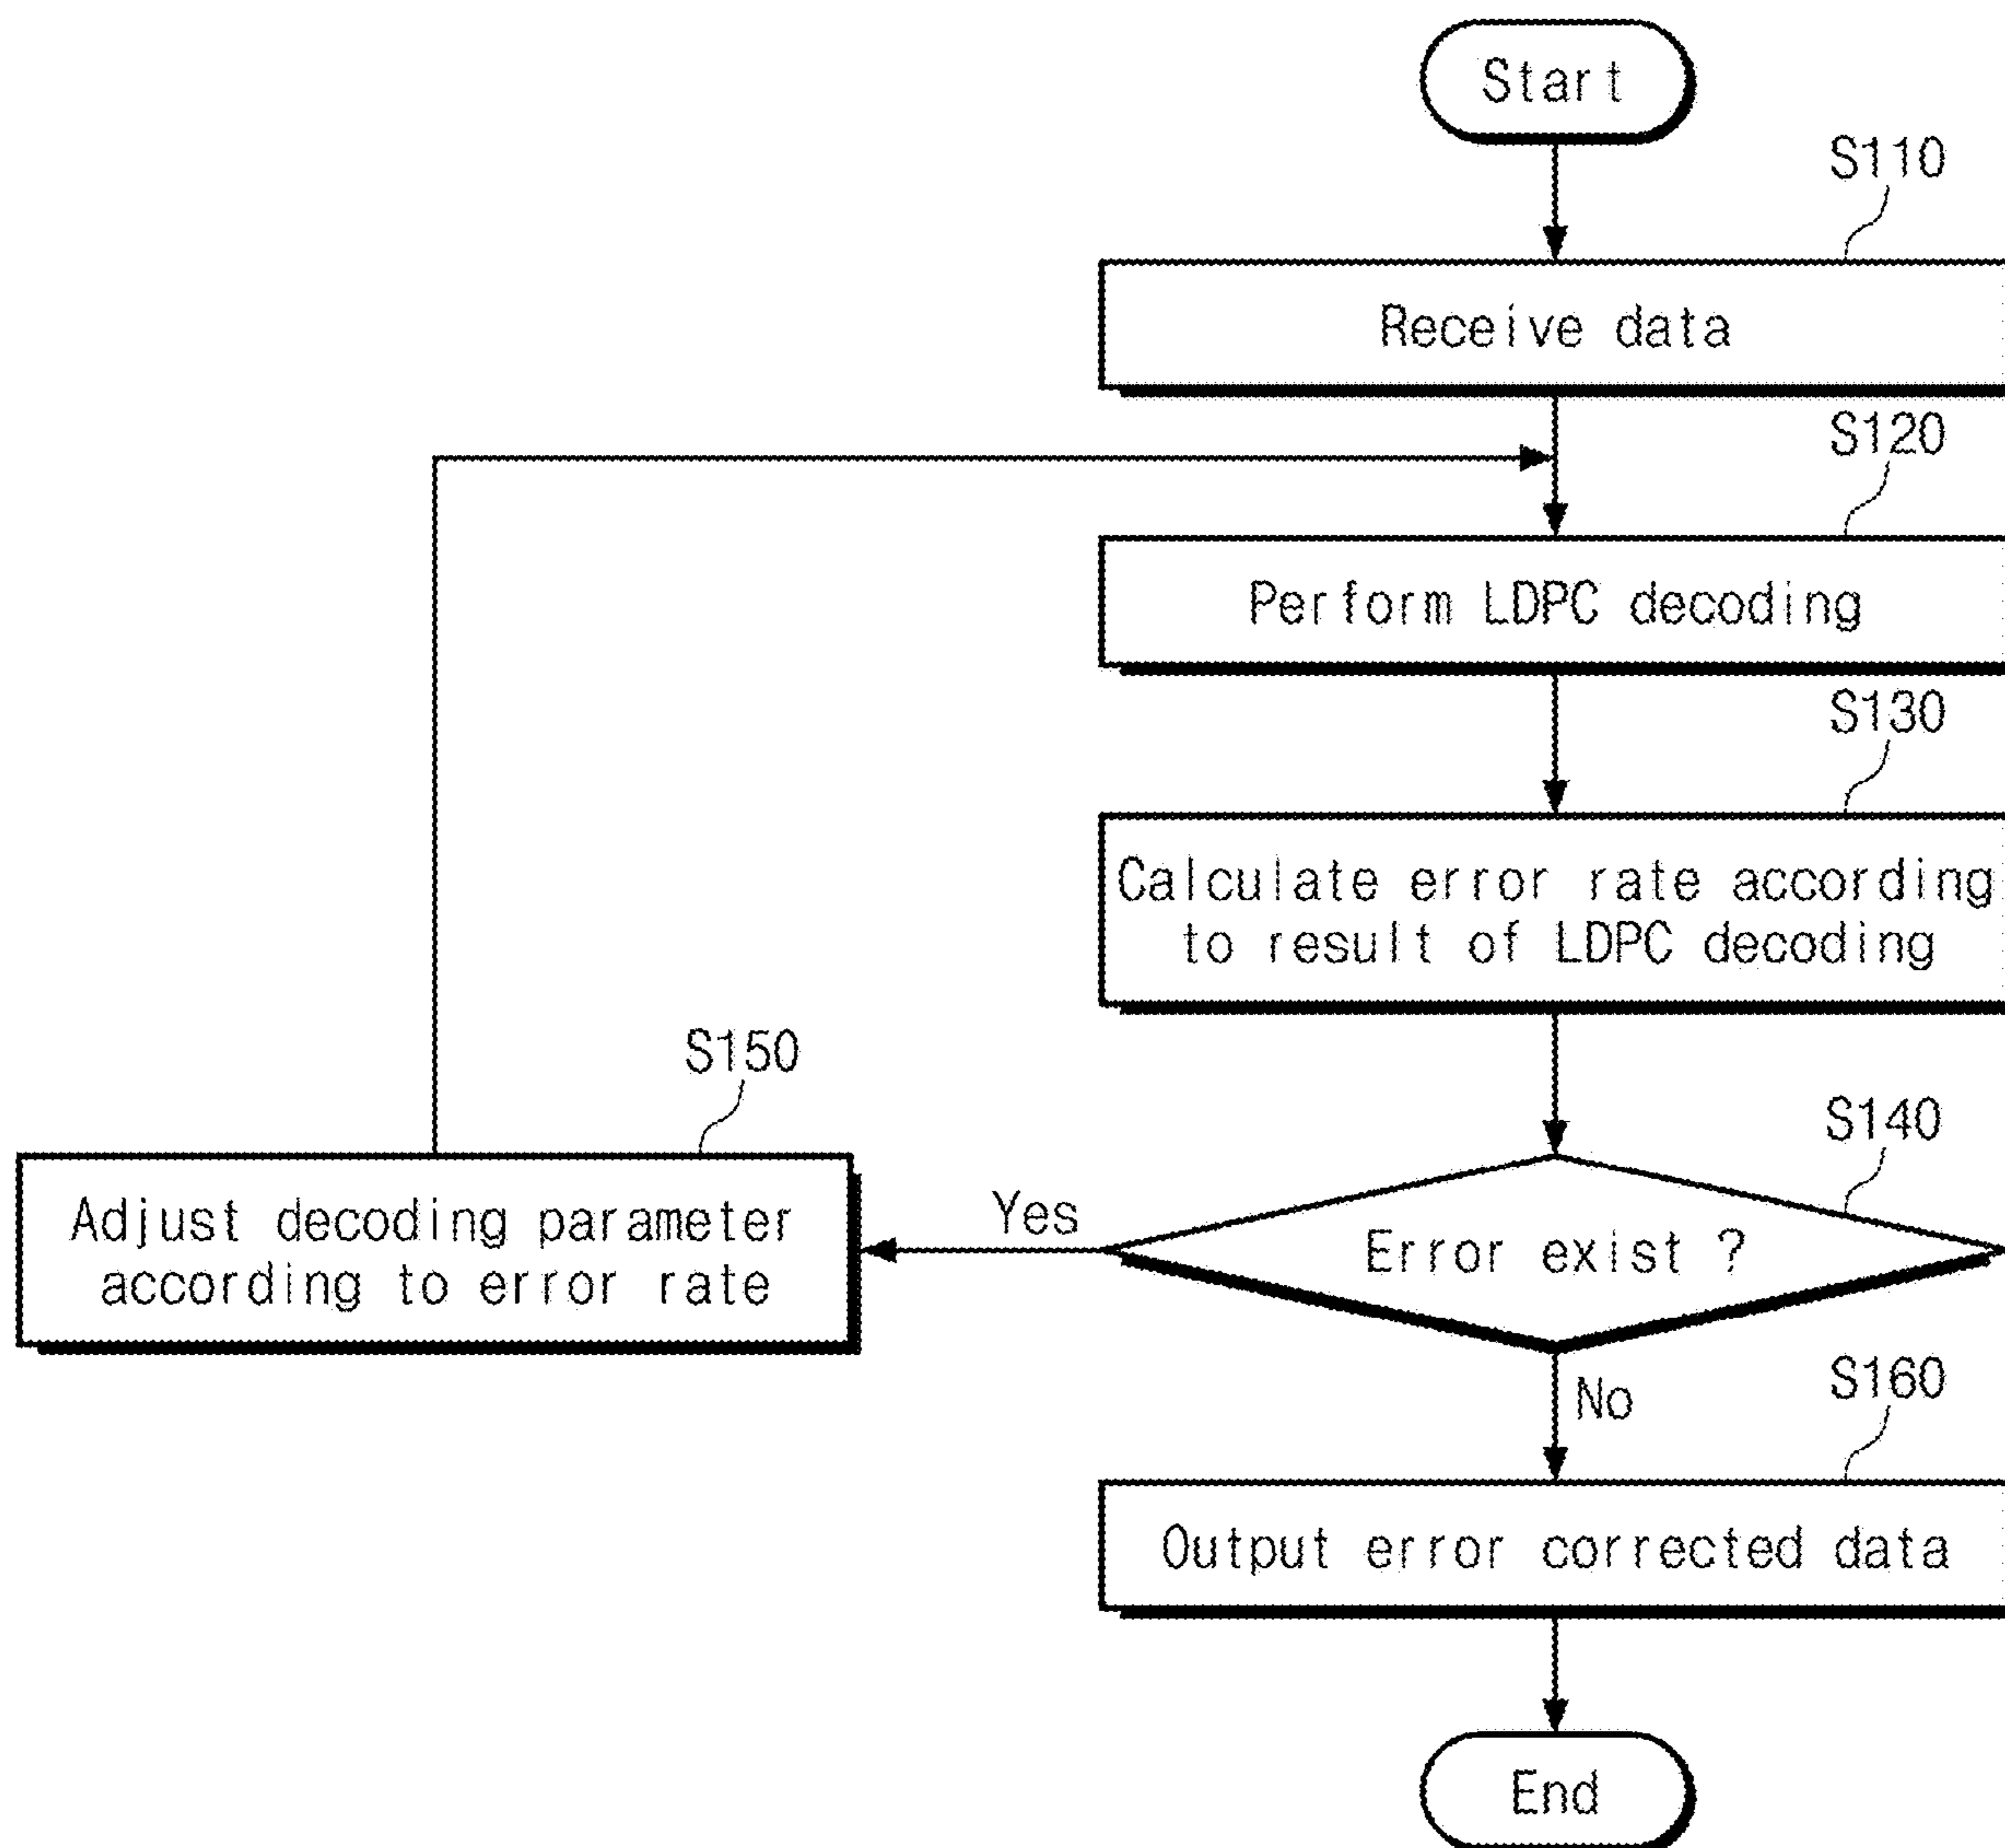 Start
S110
Receive data
S120
Perform LDPC decoding
S130
Calculate error rate according
to result of LDPC decoding
S140
Error exist ?
Yes
S150
Adjust decoding parameter
according to error rate
No
S160
Output error corrected data
End